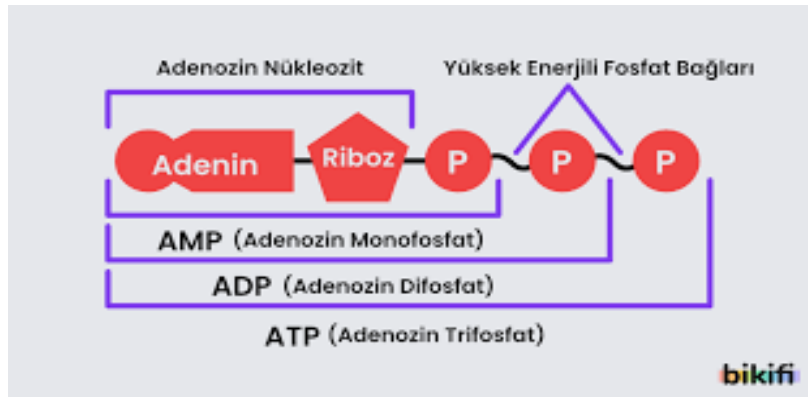 Adenozin Nükleozit
Yüksek Enerjili Fosfat Bağları
Adenin
Riboz
P
P
P
AMP (Adenozin Monofosfat)
ADP (Adenozin Difosfat)
ATP (Adenozin Trifosfat)
bikifi